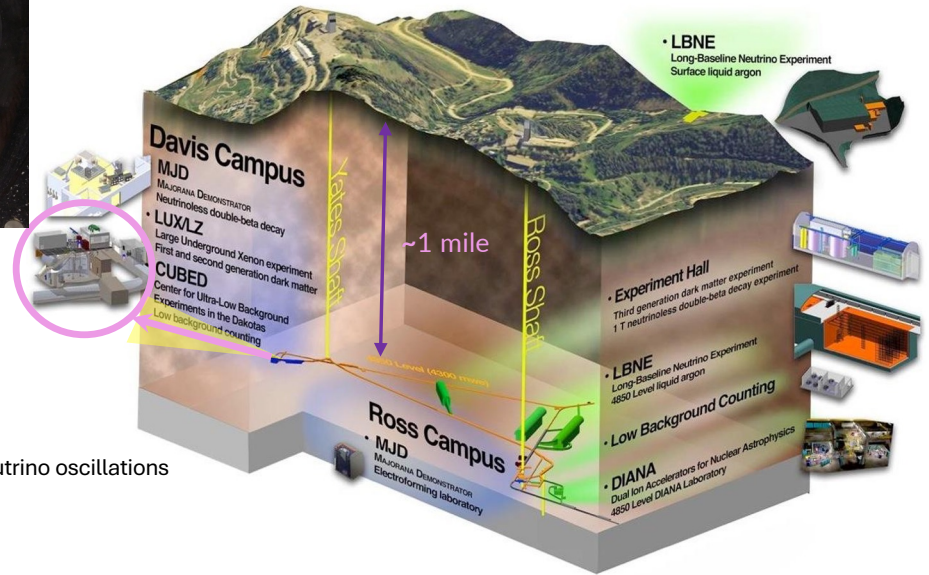 • LBNE
Long-Baseline Neutrino Experiment
Surface liquid argon
Davis Campus
MJD
MAJORANA DEMONSTRATOR
Neutrinoless double-beta decay
• LUX/LZ
Large Underground Xenon experiment
First and second generation dark matter
CUBED
Center for Ultra-Low Background
Experiments in the Dakotas
Low background counting
Yates Shaft
~1 mile
Ross Shaft
• Experiment Hall
Third generation dark matter experiment
1 T neutrinoless double-beta decay experiment
• LBNE
Long-Baseline Neutrino Experiment
4850 Level liquid argon
• Low Background Counting
• DIANA
Dual Ion Accelerators for Nuclear Astrophysics
4850 Level DIANA Laboratory
Level (4300 mwe)
Ross Campus
• MJD
MAJORANA DEMONSTRATOR
Electroforming laboratory
oscillations